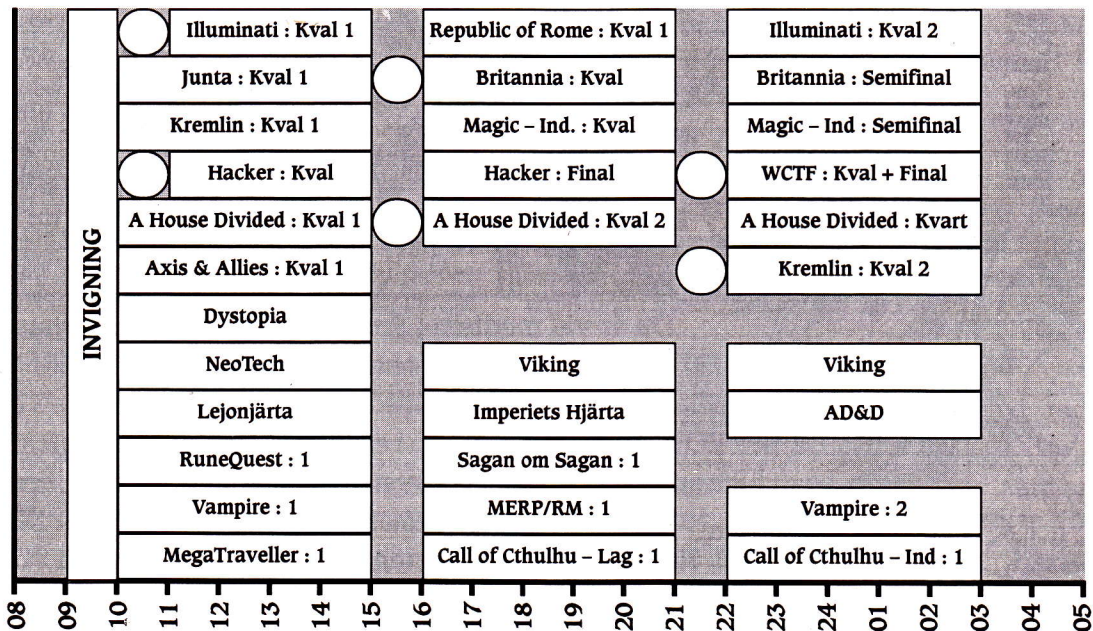 INVIGNING
Illuminati : Kval 1
Junta : Kval 1
Kremlin : Kval 1
Hacker : Kval
A House Divided : Kval 1
Axis & Allies : Kval 1
Dystopia
NeoTech
Lejonjärta
RuneQuest : 1
Vampire : 1
MegaTraveller : 1
Republic of Rome : Kval 1
Britannia : Kval
Magic – Ind. : Kval
Hacker : Final
A House Divided : Kval 2
Viking
Imperiets Hjärta
Sagan om Sagan : 1
MERP/RM : 1
Call of Cthulhu – Lag : 1
Illuminati : Kval 2
Britannia : Semifinal
Magic – Ind : Semifinal
WCTF : Kval + Final
A House Divided : Kvart
Kremlin : Kval 2
Viking
AD&D
Vampire : 2
Call of Cthulhu – Ind : 1
08 09 10 11 12 13 14 15 16 17 18 19 20 21 22 23 24 01 02 03 04 05